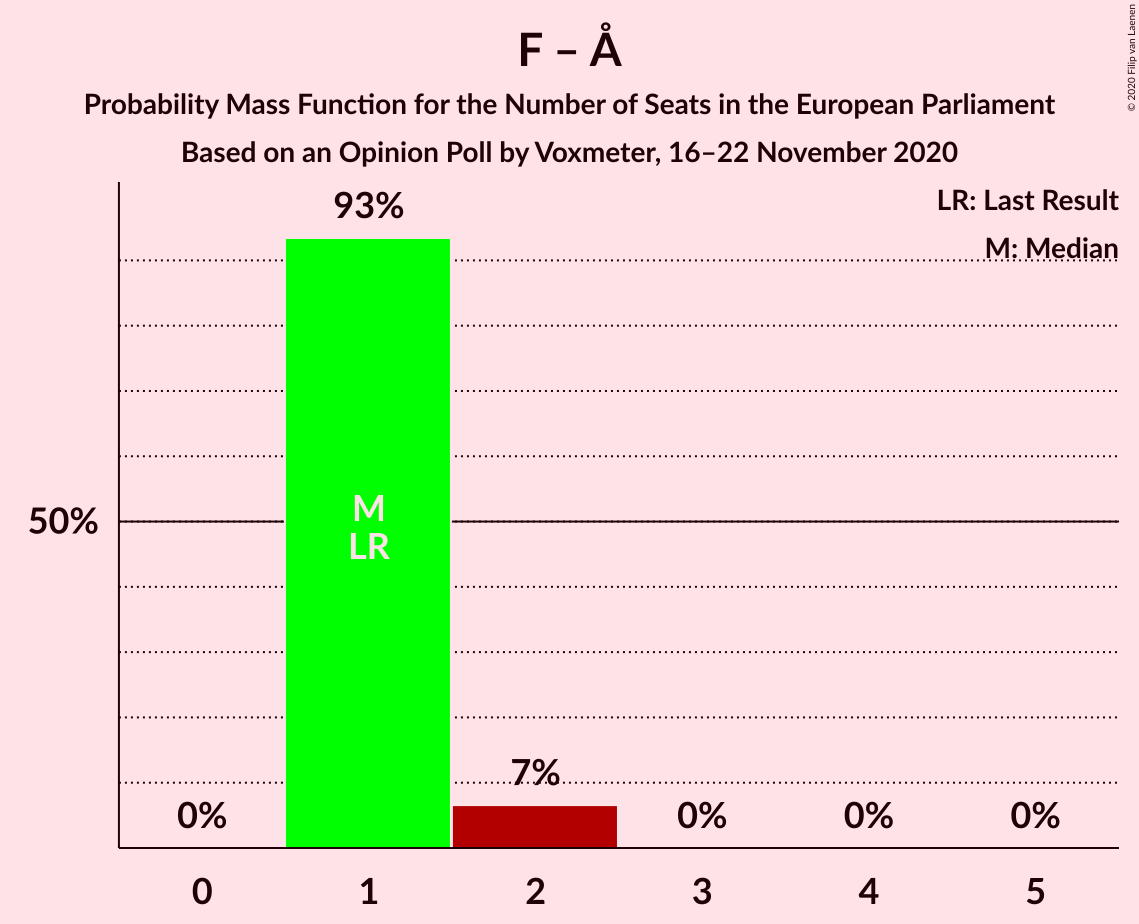 F – Å
Probability Mass Function for the Number of Seats in the European Parliament
Based on an Opinion Poll by Voxmeter, 16–22 November 2020
© 2020 Filip van Laenen
LR: Last Result
M: Median
93%
50%
M
LR
7%
0%
0%
0%
0%
0
1
2
3
4
5